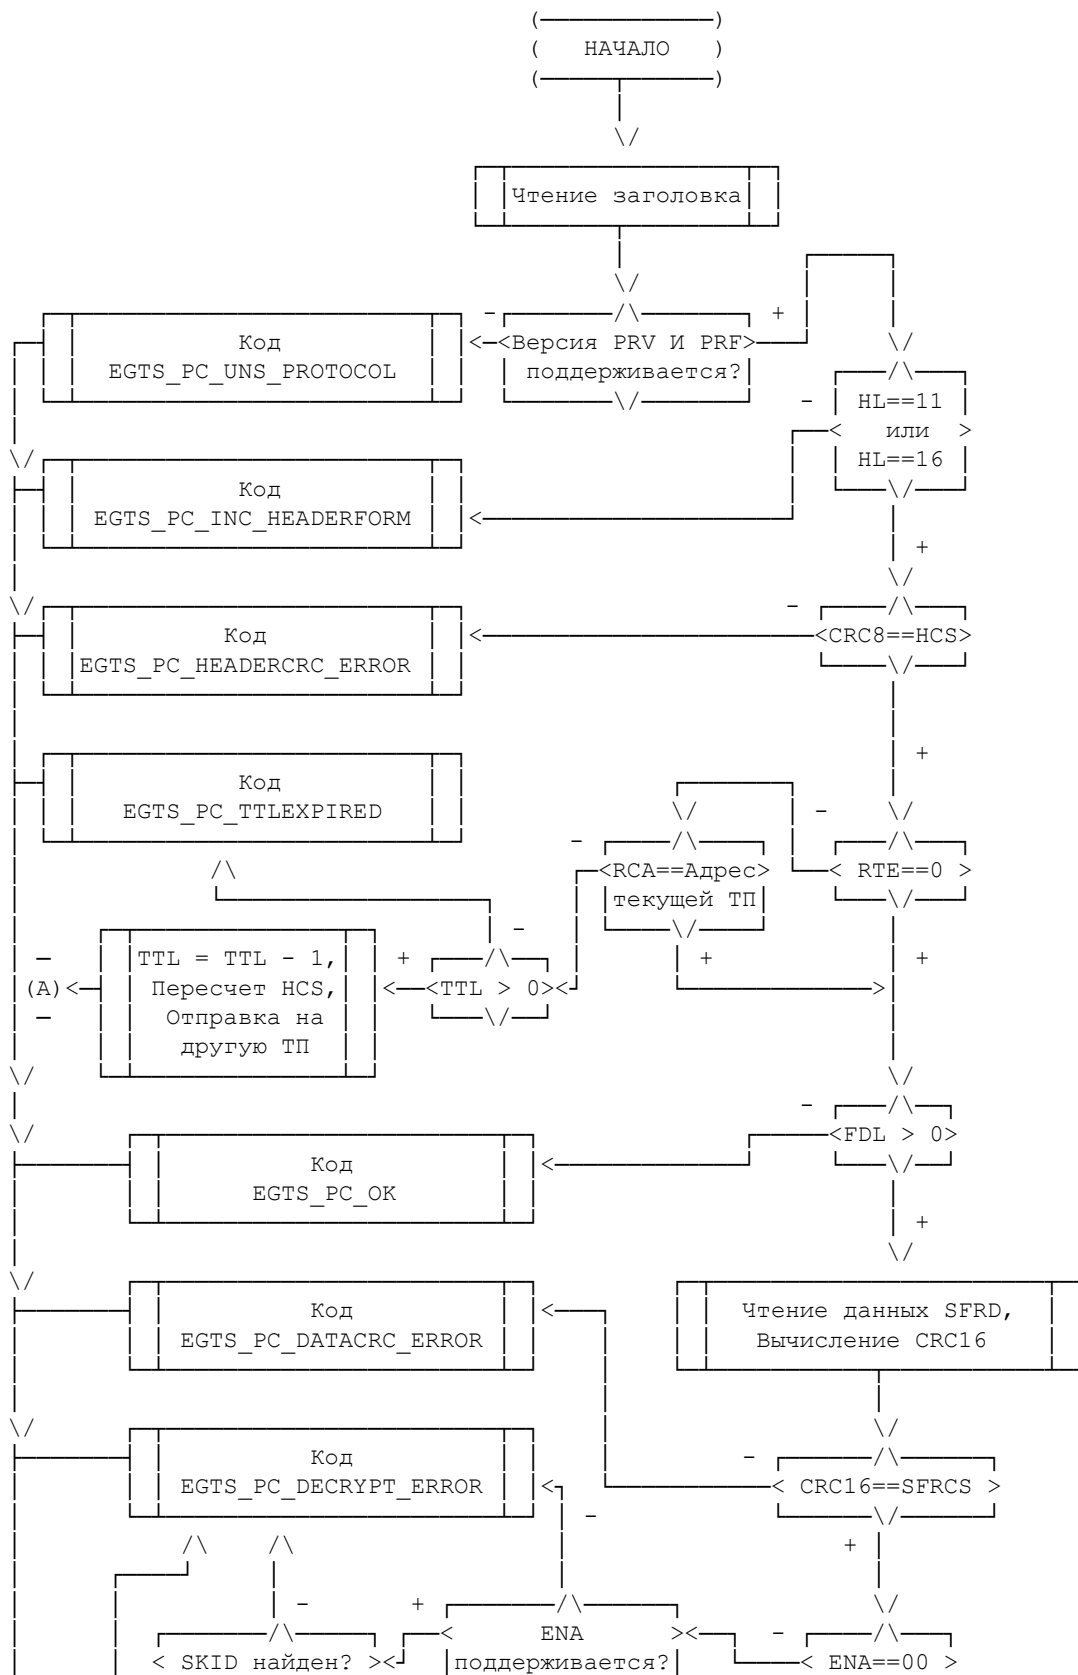 НАЧАЛО
Чтение заголовка
- +
Код
EGTS_PC_UNS_PROTOCOL
Версия PRV И PRF
поддерживается?
-
HL==11
или
HL==16
Код
EGTS_PC_INC_HEADERFORM
+
-
Код
EGTS_PC_HEADERCRC_ERROR
CRC8==HCS
+
Код
EGTS_PC_TTLEXPIRED
-
-
RCA==Адрес
текущей ТП
RTE==0
-
TTL = TTL - 1,
Пересчет HCS,
Отправка на
другую ТП
+
+
+
(A)
TTL > 0
-
FDL > 0
Код
EGTS_PC_OK
+
Код
EGTS_PC_DATACRC_ERROR
Чтение данных SFRD,
Вычисление CRC16
Код
EGTS_PC_DECRYPT_ERROR
-
CRC16==SFRCS
-
+
- +
SKID найден?
ENA
поддерживается?
-
ENA==00